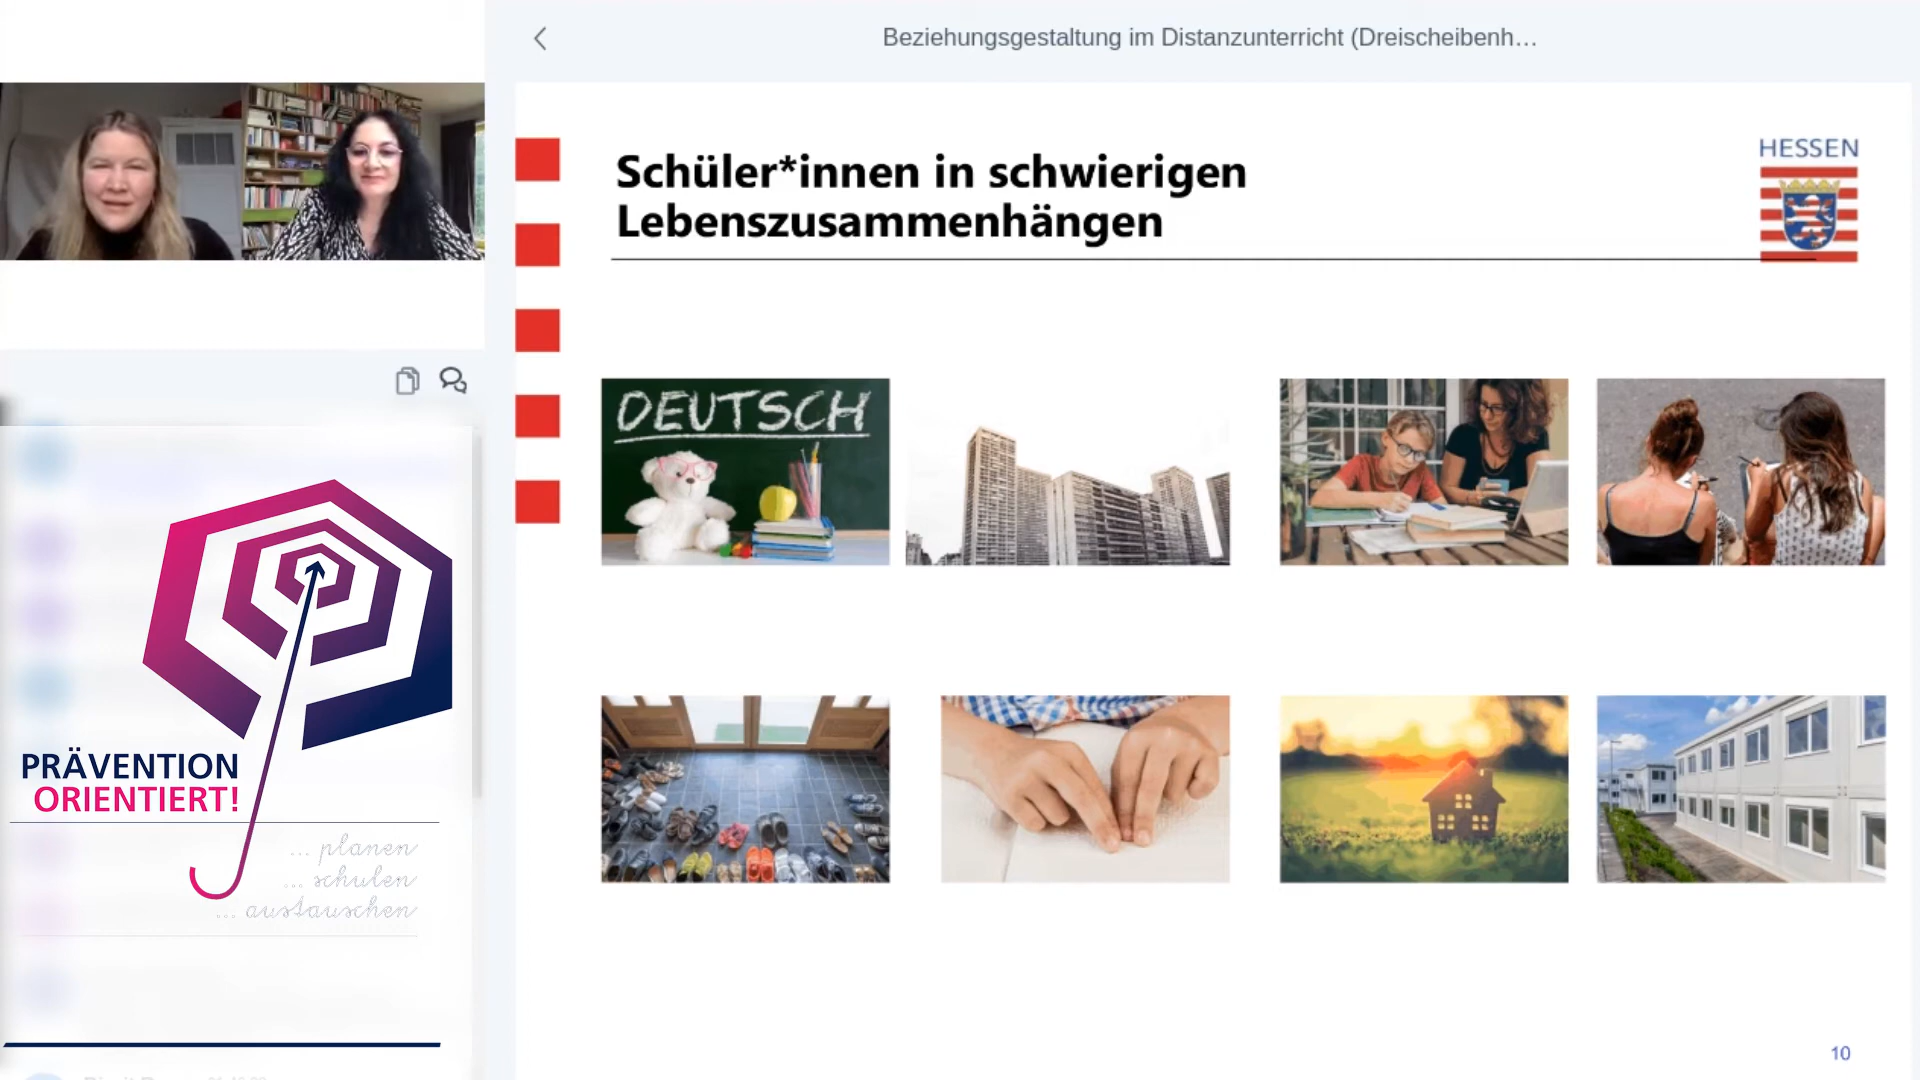 Beziehungsgestaltung im Distanzunterricht (Dreischeibenh…
Schüler*innen in schwierigen
Lebenszusammenhängen
HESSEN
DEUTSCH
PRÄVENTION
ORIENTIERT!
... planen
... schulen
... austauschen
10